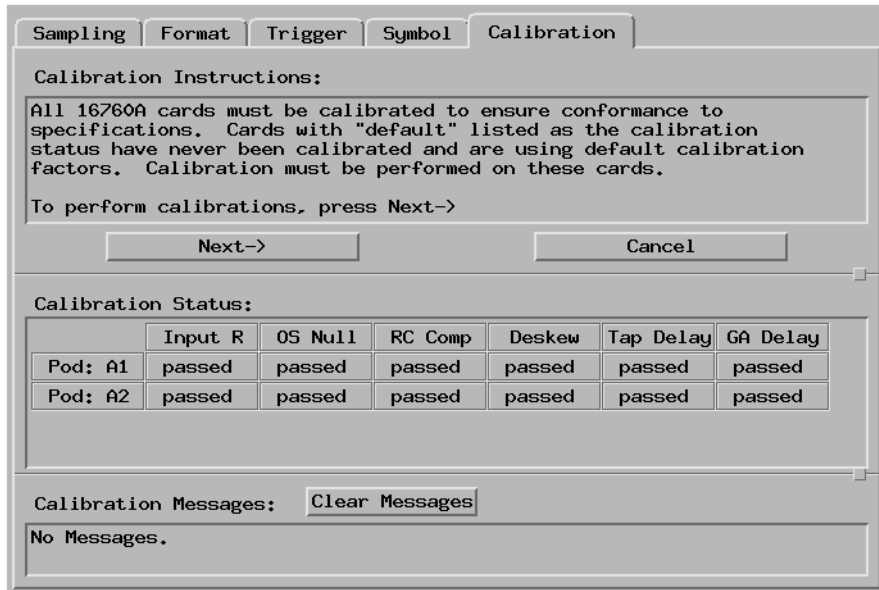 Sampling Format Trigger Symbol Calibration
Calibration Instructions:
All 16760A cards must be calibrated to ensure conformance to
specifications. Cards with "default" listed as the calibration
status have never been calibrated and are using default calibration
factors. Calibration must be performed on these cards.
To perform calibrations, press Next->
Next-> Cancel
Calibration Status:
Input R OS Null RC Comp Deskew Tap Delay GA Delay
Pod: A1 passed passed passed passed passed passed
Pod: A2 passed passed passed passed passed passed
Calibration Messages: Clear Messages
No Messages.